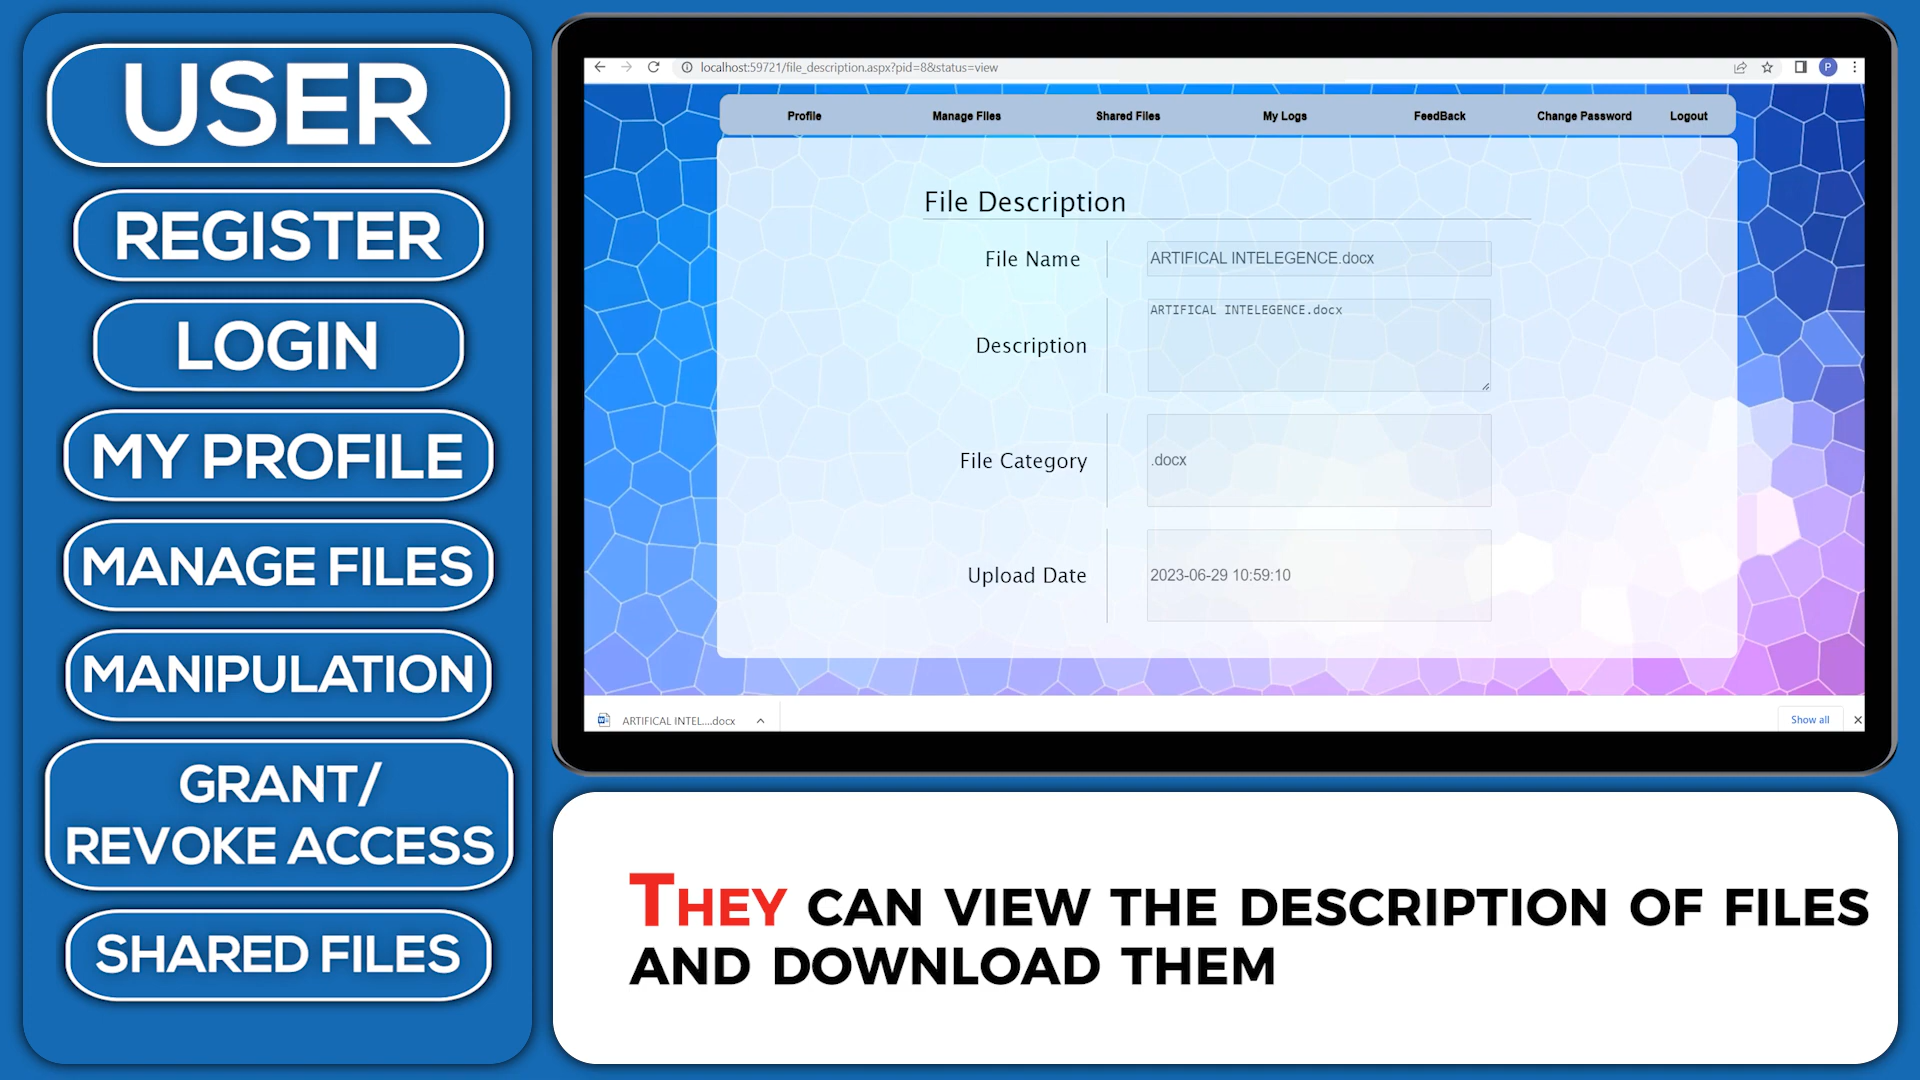 USER
REGISTER
LOGIN
MY PROFILE
MANAGE FILES
MANIPULATION
GRANT/
REVOKE ACCESS
SHARED FILES
localhost:59721/file_description.aspx?pid=8&status=view
P
Profile Manage Files Shared Files My Logs FeedBack Change Password Logout
File Description
File Name ARTIFICAL INTELEGENCE.docx
Description ARTIFICAL INTELEGENCE.docx
File Category .docx
Upload Date 2023-06-29 10:59:10
ARTIFICAL INTEL....docx Show all
THEY CAN VIEW THE DESCRIPTION OF FILES
AND DOWNLOAD THEM